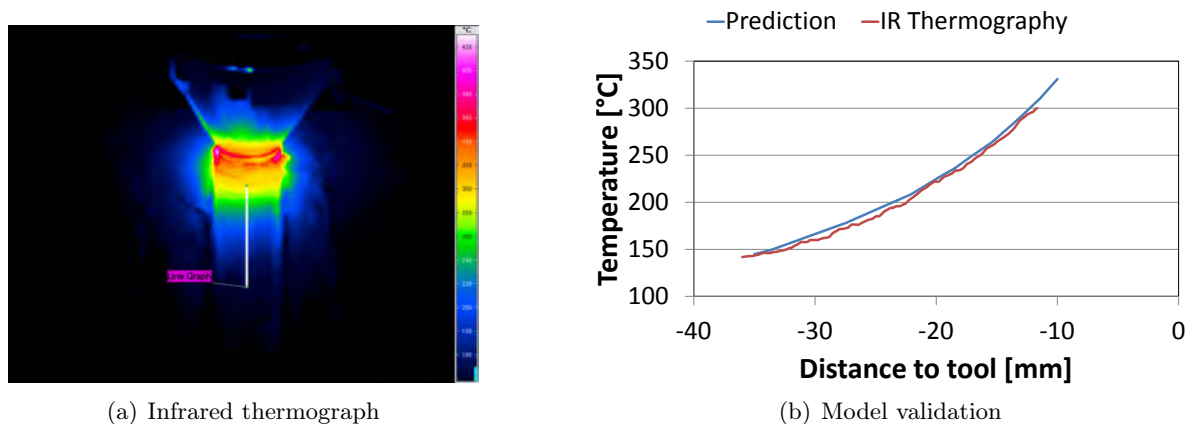 °C
420
Line Graph
(a) Infrared thermograph
Prediction
IR Thermography
Temperature [°C]
350
300
250
200
150
100
-40
-30
-20
-10
0
Distance to tool [mm]
(b) Model validation